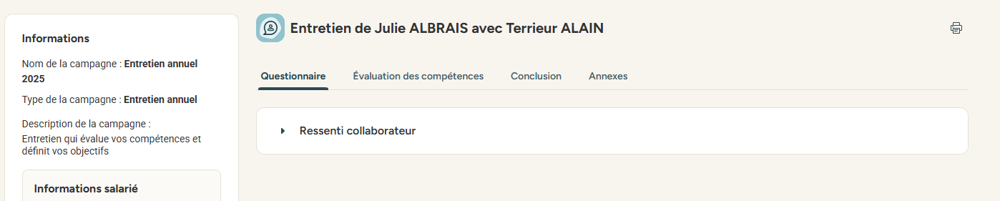 Informations
Nom de la campagne : Entretien annuel
2025
Type de la campagne : Entretien annuel
Description de la campagne :
Entretien qui évalue vos compétences et
définit vos objectifs
Informations salarié
Entretien de Julie ALBRAIS avec Terrieur ALAIN
Questionnaire Évaluation des compétences Conclusion Annexes
Ressenti collaborateur